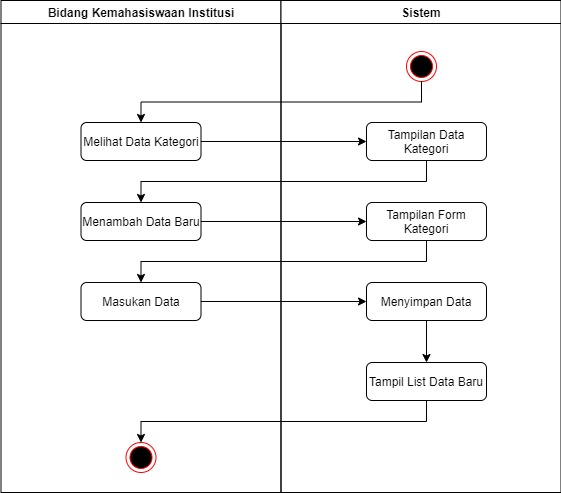 Bidang Kemahasiswaan Institusi
Sistem
Melihat Data Kategori
Tampilan Data
Kategori
Menambah Data Baru
Tampilan Form
Kategori
Masukan Data
Menyimpan Data
Tampil List Data Baru